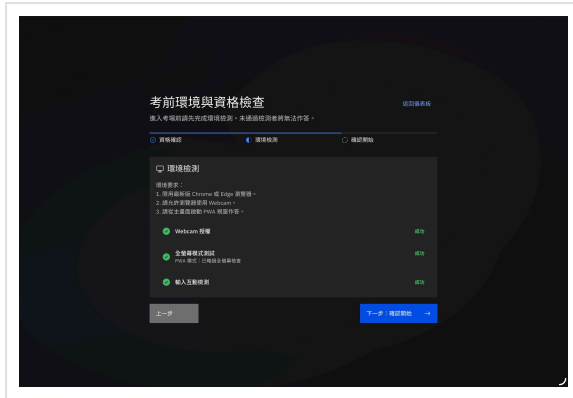 考前環境與資格檢查
返回儀表板
進入考場前請先完成環境檢測，未通過檢測者將無法作答。
資格確認
環境檢測
確認開始
環境檢測
環境要求：
1. 限用最新版 Chrome 或 Edge 瀏覽器。
2. 請允許瀏覽器使用 Webcam。
3. 請從主畫面啟動 PWA 視窗作答。
Webcam 授權
成功
全螢幕模式測試
成功
PWA 模式：已略過全螢幕檢查
輸入互動檢測
成功
上一步
下一步：確認開始